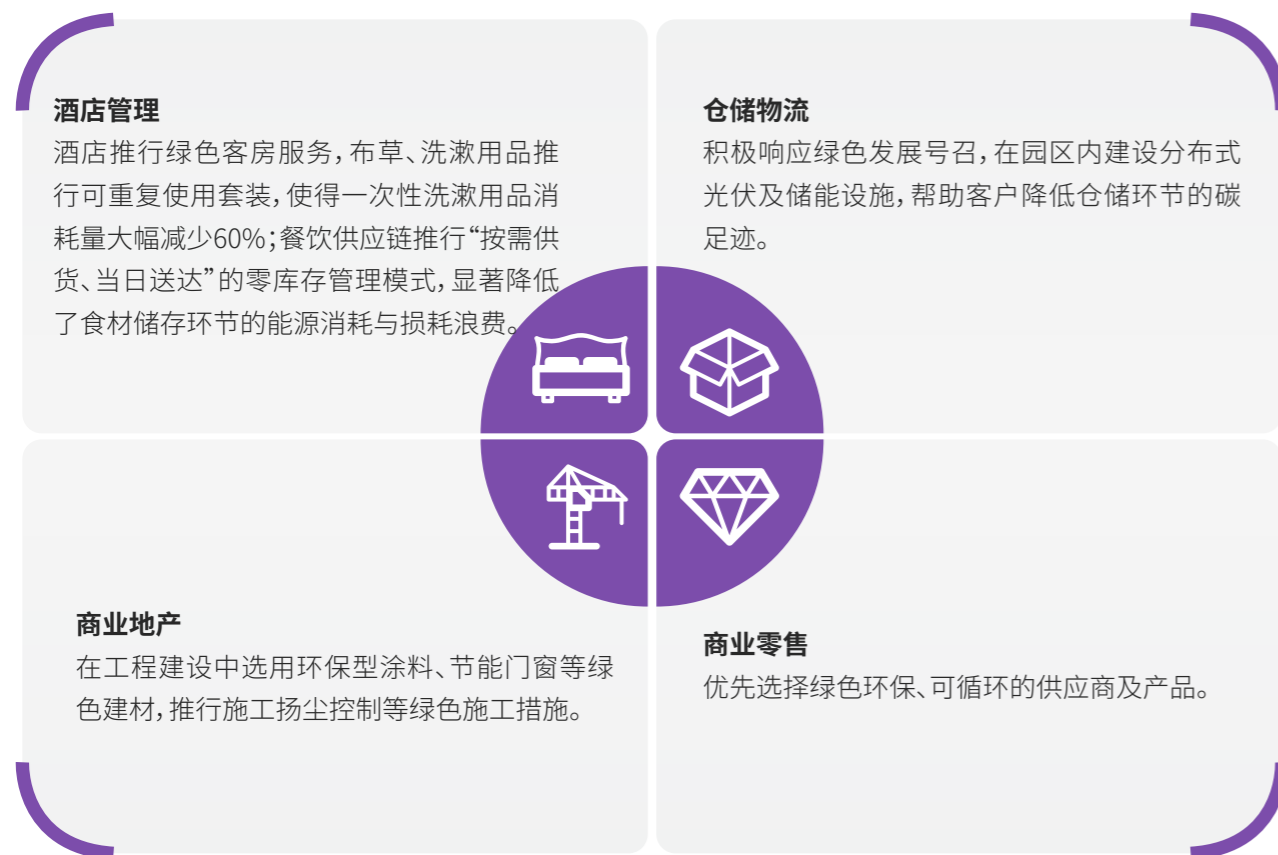 酒店管理
酒店推行绿色客房服务，布草、洗漱用品推
行可重复使用套装，使得一次性洗漱用品消
耗量大幅减少60%；餐饮供应链推行“按需供
货、当日送达”的零库存管理模式，显著降低
了食材储存环节的能源消耗与损耗浪费。
仓储物流
积极响应绿色发展号召，在园区内建设分布式
光伏及储能设施，帮助客户降低仓储环节的碳
足迹。
商业地产
在工程建设中选用环保型涂料、节能门窗等绿
色建材，推行施工扬尘控制等绿色施工措施。
商业零售
优先选择绿色环保、可循环的供应商及产品。